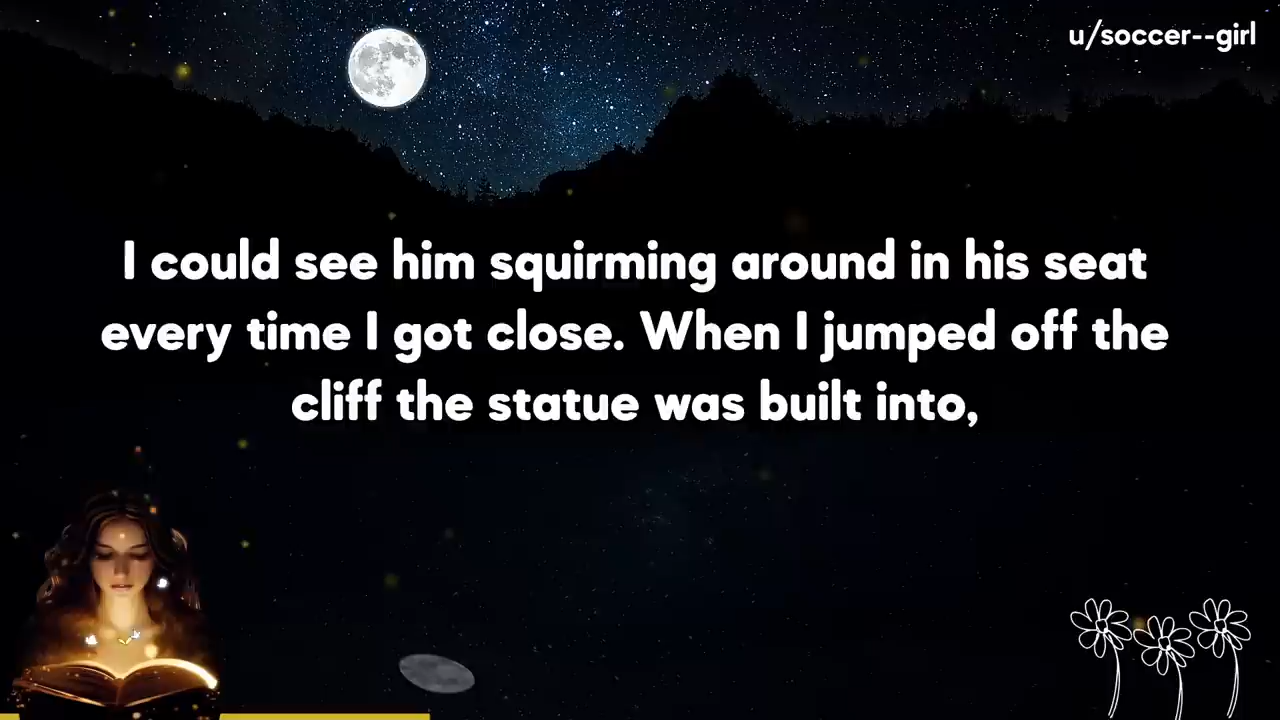 u/soccer--girl
I could see him squirming around in his seat
every time I got close. When I jumped off the
cliff the statue was built into,